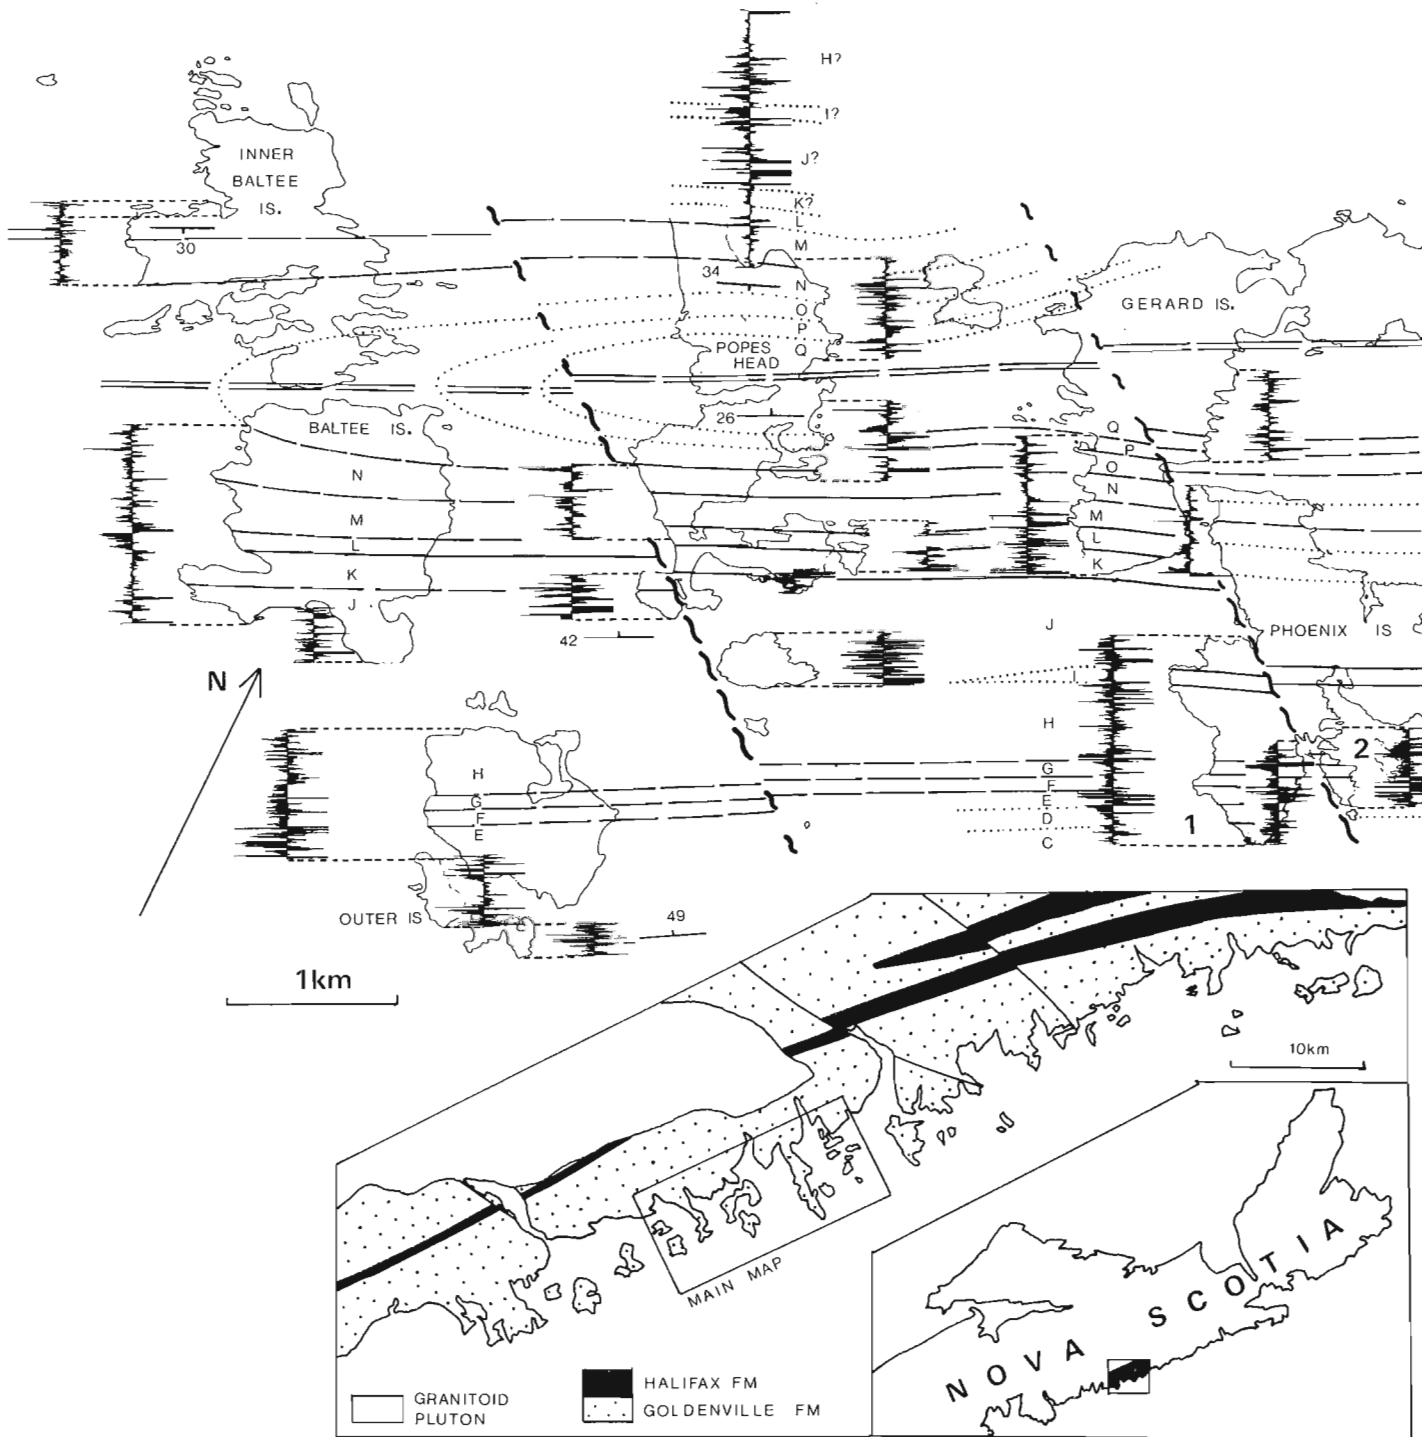 H?
I?
J?
K?
L
M
INNER
BALTEE
IS.
30
34
N
O
P
Q
POPES
HEAD
GERARD IS.
26
BALTEE IS.
N
M
L
K
J
Q
P
O
N
M
L
K
42
J
I
H
G
F
E
D
C
PHOENIX IS
N
H
G
F
E
1
2
OUTER IS
49
1km
10km
MAIN MAP
NOVA SCOTIA
GRANITOID
PLUTON
HALIFAX FM
GOLDENVILLE FM